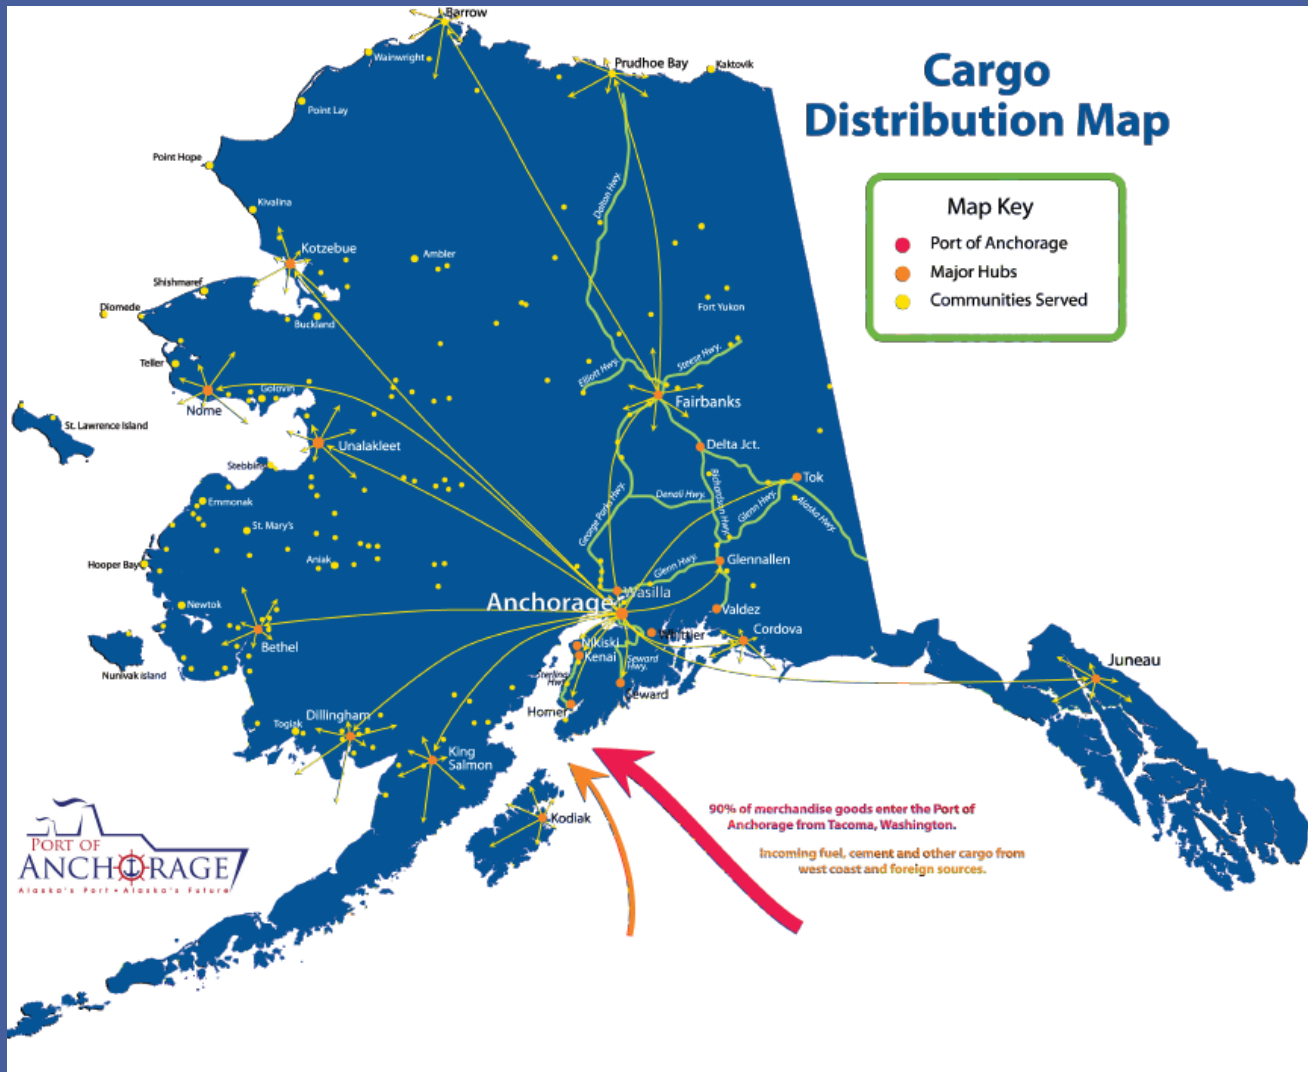 Barrow
Wainwright
Prudhoe Bay
Kaktovik
Cargo
Distribution Map
Point Lay
Point Hope
Dalton Hwy.
Map Key
Kivalina
Port of Anchorage
Kotzebue
Ambler
Major Hubs
Shishmaref
Communities Served
Diomede
Fort Yukon
Buckland
Teller
Elliott Hwy.
Steese Hwy.
Golovin
Nome
Fairbanks
St. Lawrence Island
Unalakleet
Delta Jct.
Stebbins
Tok
Emmonak
George Parks Hwy.
Denali Hwy.
Richardson Hwy.
Glenn Hwy.
Alaska Hwy.
St. Mary's
Hooper Bay
Aniak
Glenn Hwy.
Glennallen
Newtok
Anchorage
Wasilla
Valdez
Bethel
Nikiski
Whittier
Cordova
Kenai
Seward
Hwy.
Juneau
Nunivak island
Sterling
Hwy.
Seward
Togiak
Dillingham
Homer
King
Salmon
90% of merchandise goods enter the Port of
Anchorage from Tacoma, Washington.
Kodiak
Incoming fuel, cement and other cargo from
west coast and foreign sources.
PORT OF
ANCHORAGE
Alaska's Port • Alaska's Future